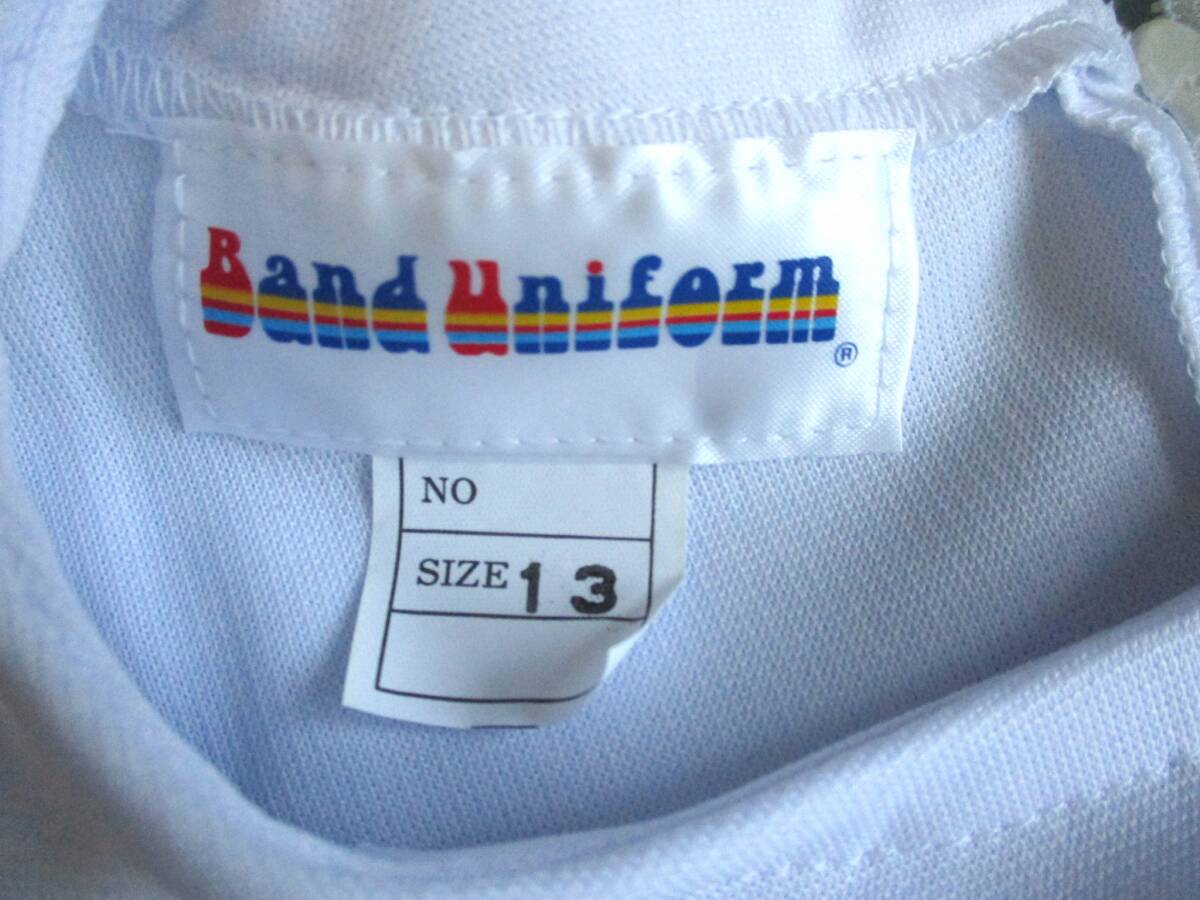 Band Uniform
®
NO
SIZE 13